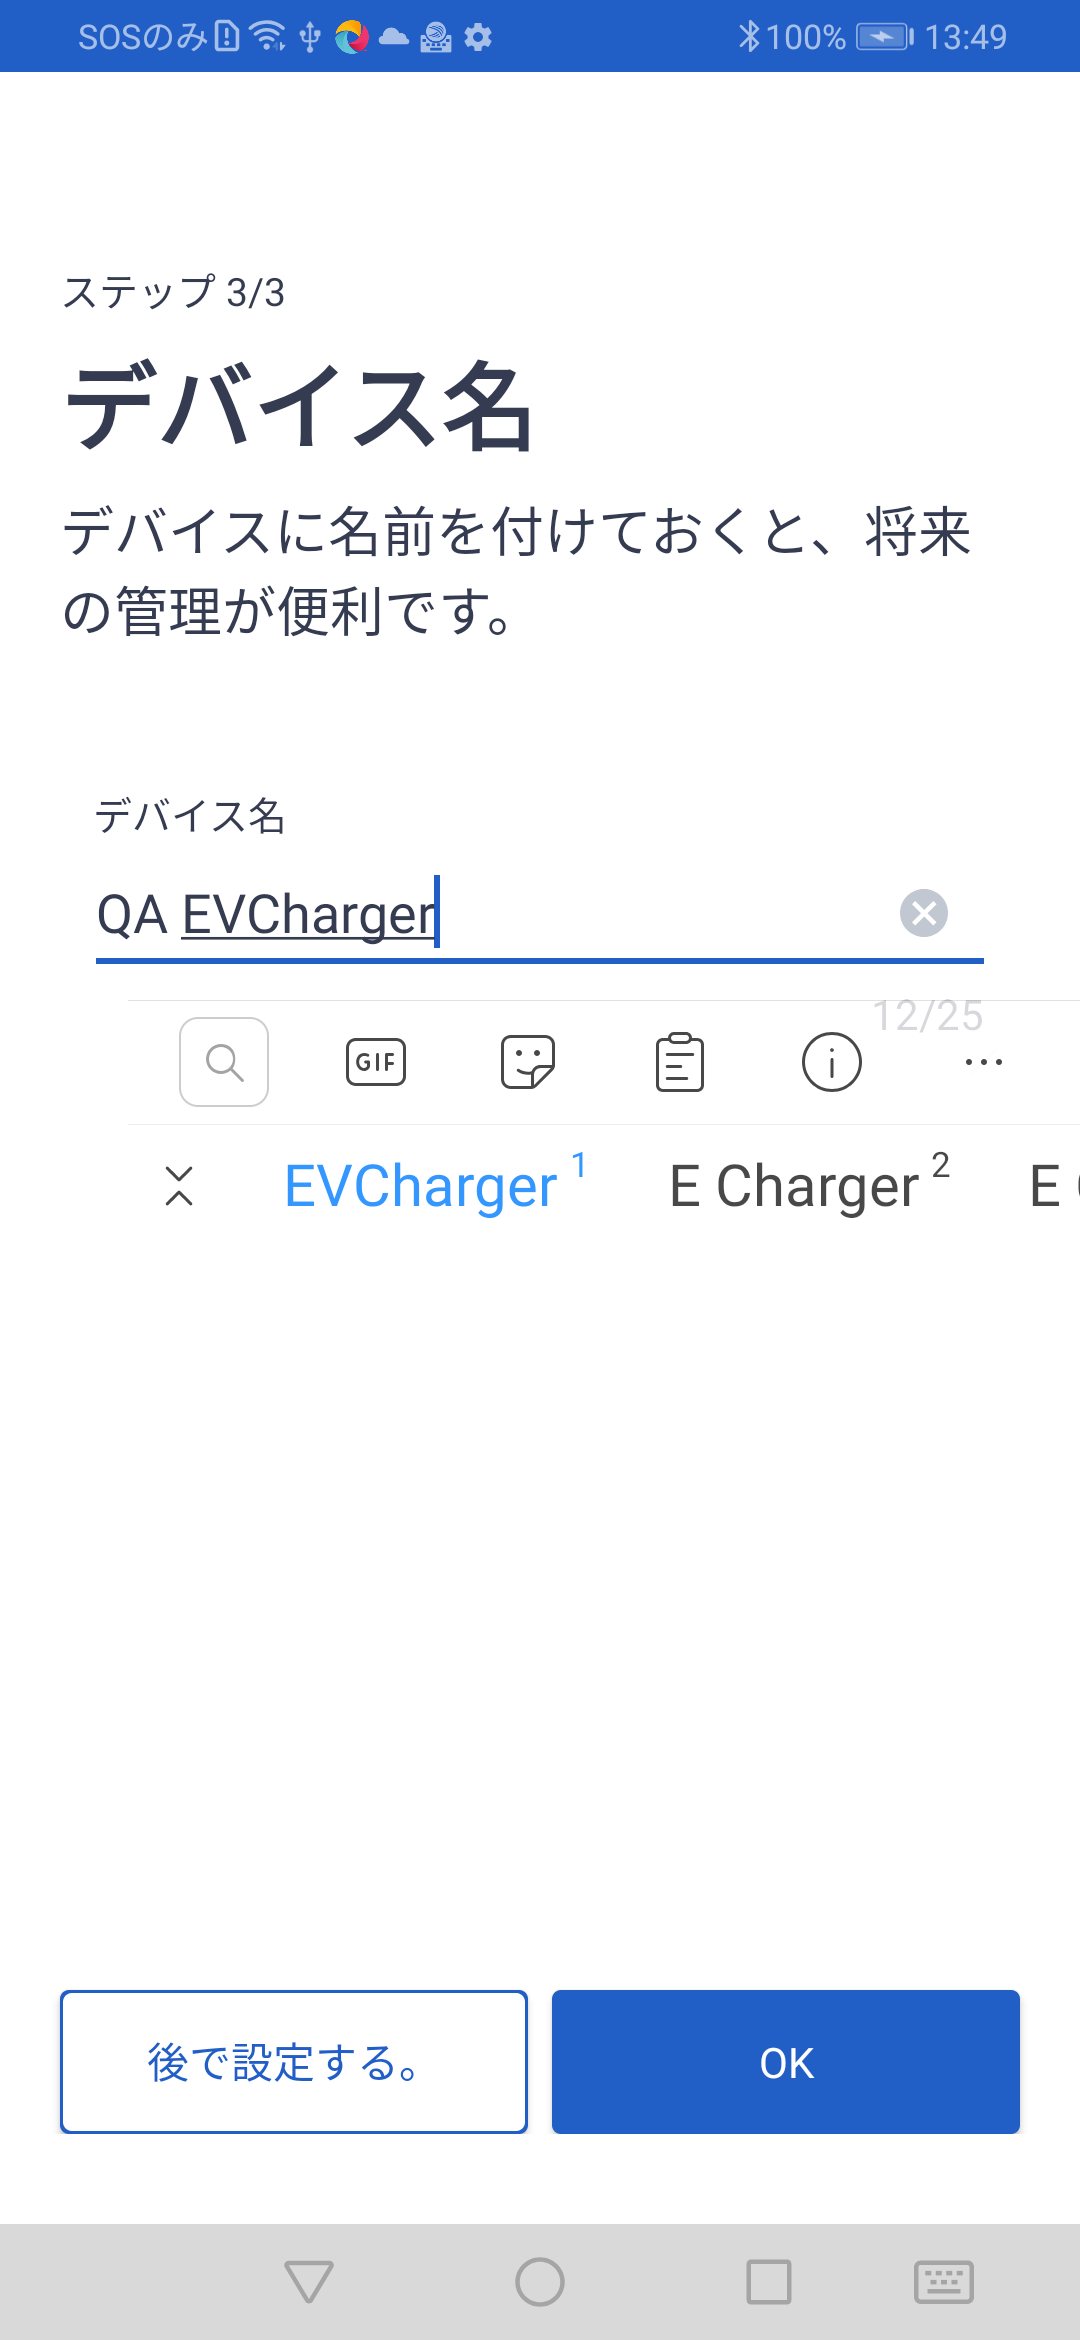 SOSのみ 100% 13:49
ステップ 3/3
デバイス名
デバイスに名前を付けておくと、将来
の管理が便利です。
デバイス名
QA EVCharger
12/25
GIF
EVCharger 1 E Charger 2 E
後で設定する。 OK